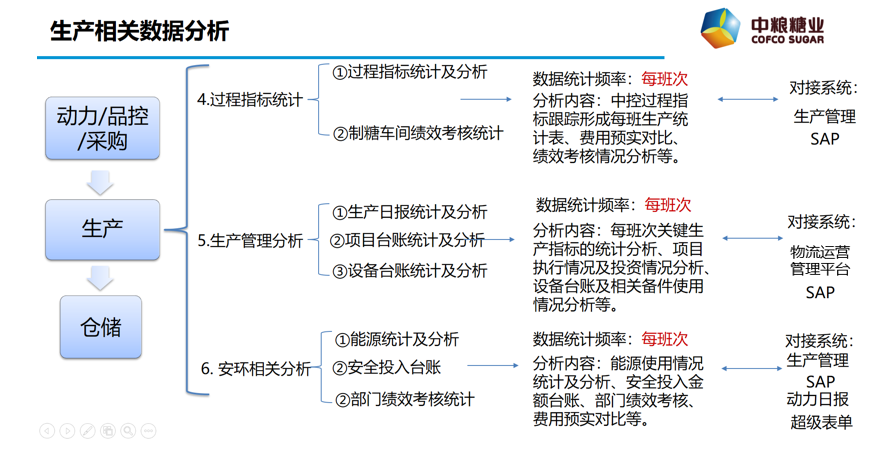 生产相关数据分析
中粮糖业
COFCO SUGAR
动力/品控
/采购
生产
仓储
4.过程指标统计
①过程指标统计及分析
②制糖车间绩效考核统计
数据统计频率：每班次
分析内容：中控过程指
标跟踪形成每班生产统
计表、费用预实对比、
绩效考核情况分析等。
对接系统：
生产管理
SAP
5.生产管理分析
①生产日报统计及分析
②项目台账统计及分析
③设备台账统计及分析
数据统计频率：每班次
分析内容：每班次关键生
产指标的统计分析、项目
执行情况及投资情况分析、
设备台账及相关备件使用
情况分析等。
对接系统：
物流运营
管理平台
SAP
6. 安环相关分析
①能源统计及分析
②安全投入台账
②部门绩效考核统计
数据统计频率：每班次
分析内容：能源使用情况
统计及分析、安全投入金
额台账、部门绩效考核、
费用预实对比等。
对接系统：
生产管理
SAP
动力日报
超级表单